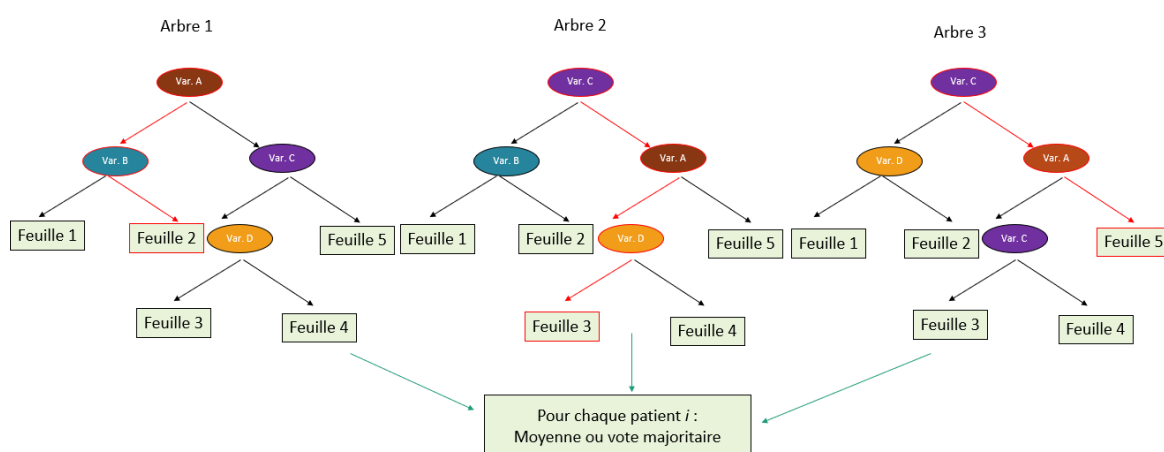 Arbre 1
Arbre 2
Arbre 3
Var. A
Var. C
Var. C
Var. B
Var. C
Var. B
Var. A
Var. D
Var. A
Feuille 1
Feuille 2
Var. D
Feuille 5
Feuille 1
Feuille 2
Var. D
Feuille 5
Feuille 1
Feuille 2
Var. C
Feuille 5
Feuille 3
Feuille 4
Feuille 3
Feuille 4
Feuille 3
Feuille 4
Pour chaque patient i :
Moyenne ou vote majoritaire